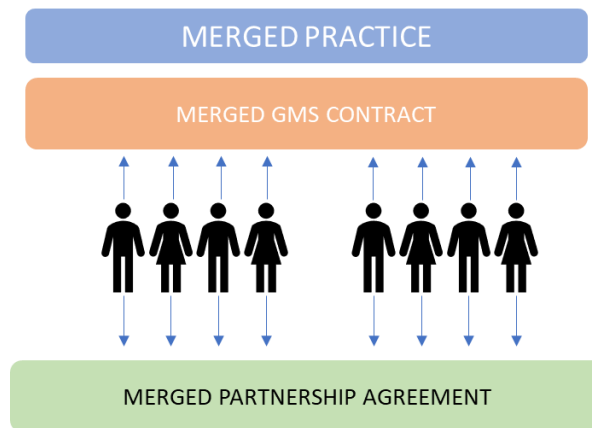 MERGED PRACTICE
MERGED GMS CONTRACT
MERGED PARTNERSHIP AGREEMENT